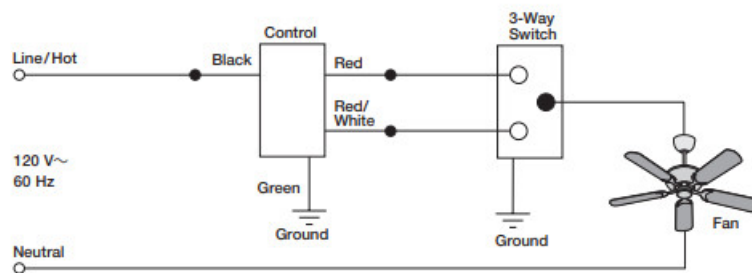 Control
3-Way
Switch
Line/Hot
Black
Red
Red/
White
120 V~
60 Hz
Green
Ground
Ground
Fan
Neutral